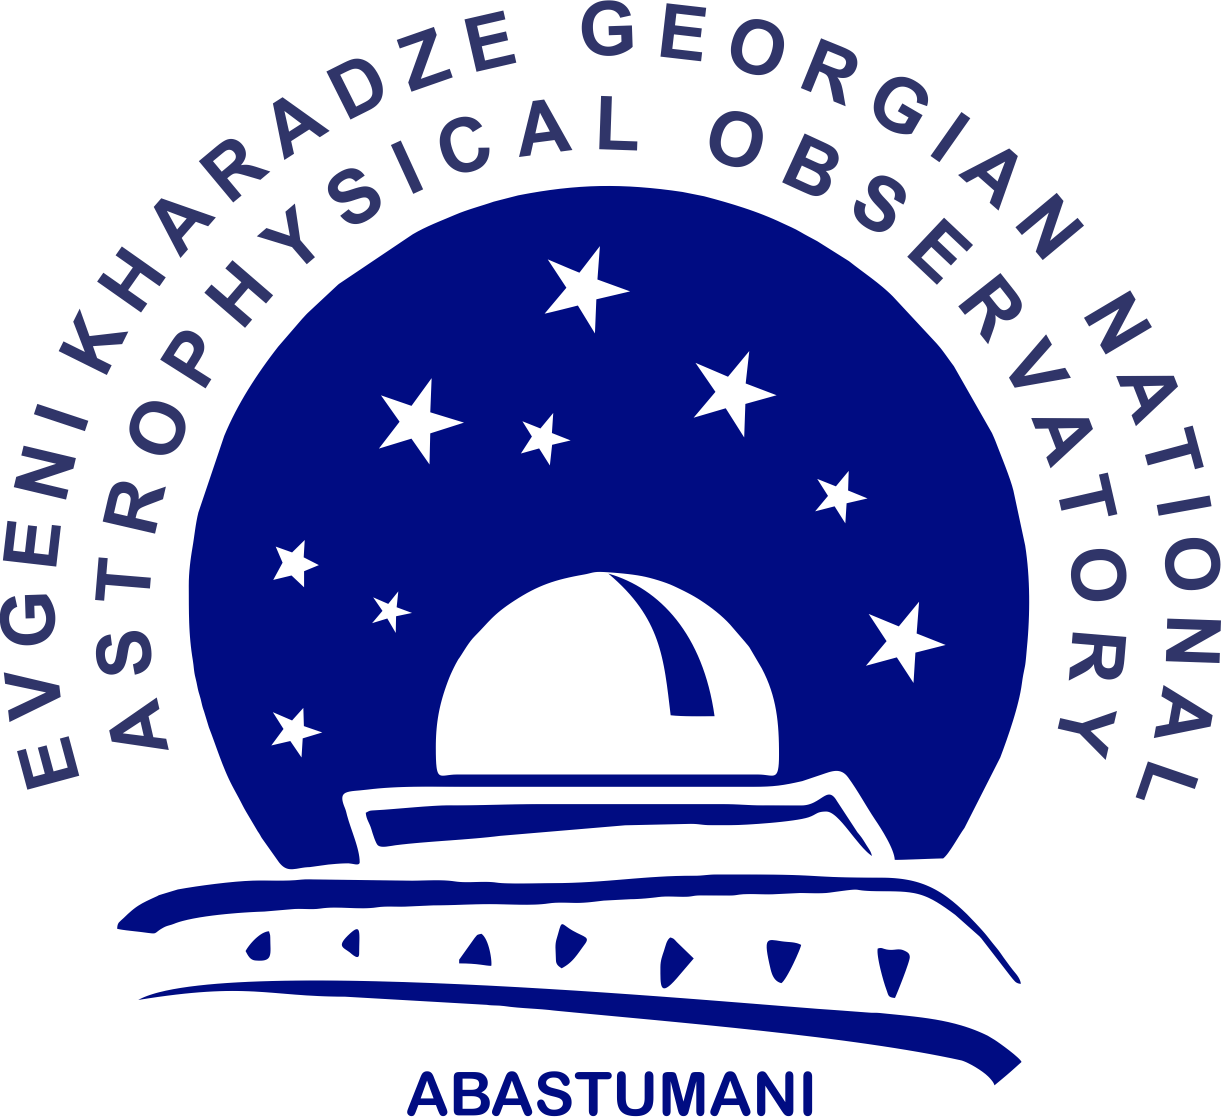 EVGENI KHARADZE GEORGIAN NATIONAL
ASTROPHYSICAL OBSERVATORY
ABASTUMANI